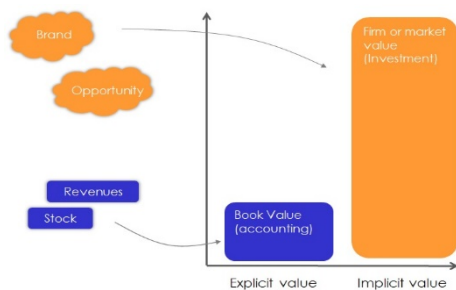 Brand
Opportunity
Revenues
Stock
Firm or market
value
(Investment)
Book Value
(accounting)
Explicit value
Implicit value